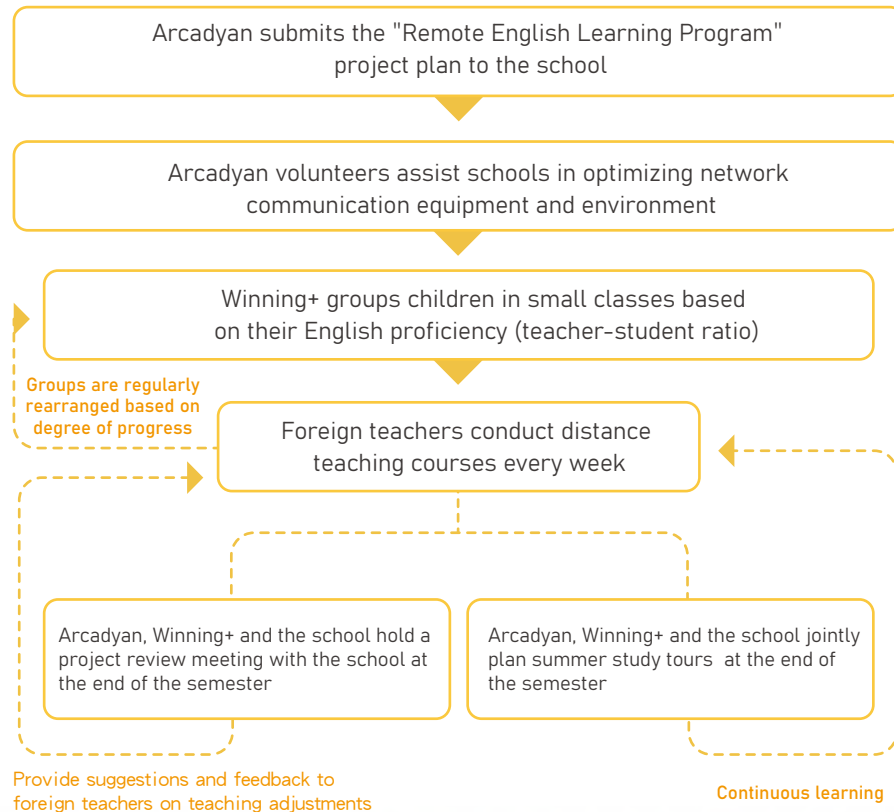 Arcadyan submits the "Remote English Learning Program"
project plan to the school
Arcadyan volunteers assist schools in optimizing network
communication equipment and environment
Winning+ groups children in small classes based
on their English proficiency (teacher-student ratio)
Groups are regularly
rearranged based on
degree of progress
Foreign teachers conduct distance
teaching courses every week
Arcadyan, Winning+ and the school hold a
project review meeting with the school at
the end of the semester
Arcadyan, Winning+ and the school jointly
plan summer study tours at the end of
the semester
Provide suggestions and feedback to
foreign teachers on teaching adjustments
Continuous learning